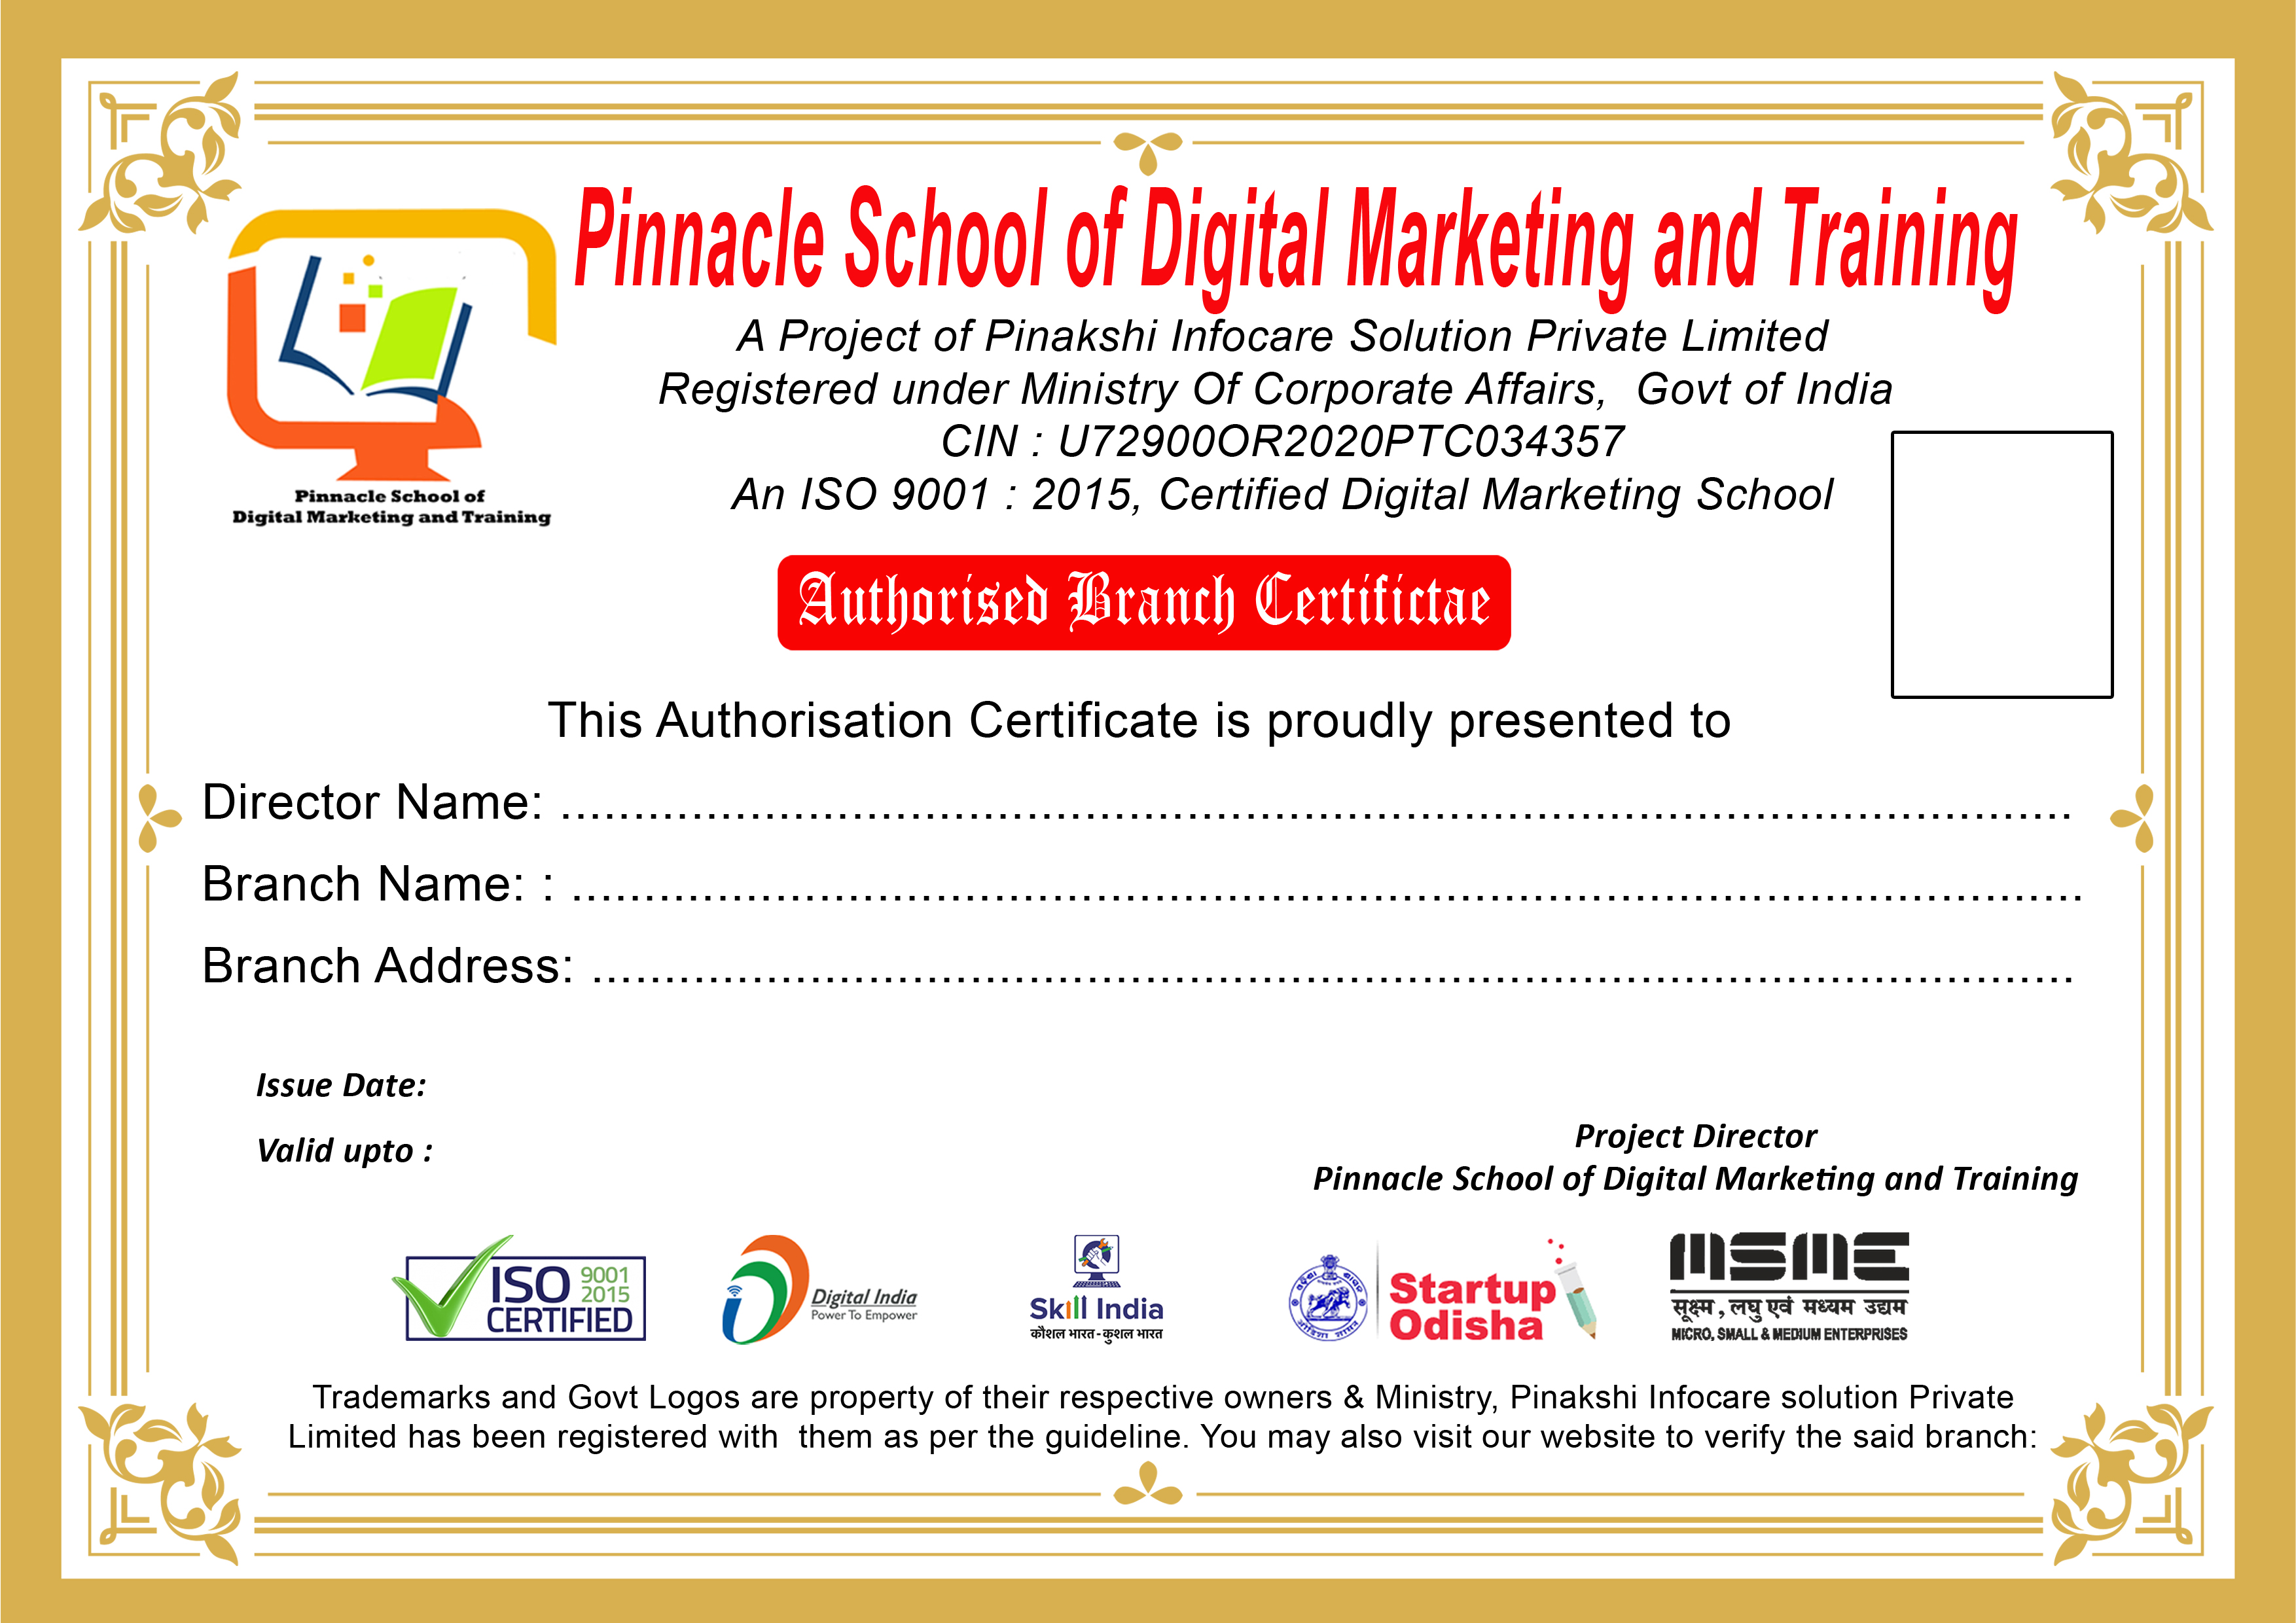 Pinnacle School of Digital Marketing and Training
A Project of Pinakshi Infocare Solution Private Limited
Registered under Ministry Of Corporate Affairs,  Govt of India
CIN : U72900OR2020PTC034357
An ISO 9001 : 2015, Certified Digital Marketing School
Pinnacle School of
Digital Marketing and Training
Authorised Branch Certifictae
This Authorisation Certificate is proudly presented to
Director Name: ........................................................................................................
Branch Name: : ........................................................................................................
Branch Address: ......................................................................................................
Issue Date:
Valid upto :
Project Director
Pinnacle School of Digital Marketing and Training
ISO 9001 2015
CERTIFIED
Digital India
Power To Empower
Skill India
कौशल भारत - कुशल भारत
Startup
Odisha
MSME
सूक्ष्म, लघु एवं मध्यम उद्यम
MICRO, SMALL & MEDIUM ENTERPRISES
Trademarks and Govt Logos are property of their respective owners & Ministry, Pinakshi Infocare solution Private
Limited has been registered with  them as per the guideline. You may also visit our website to verify the said branch: